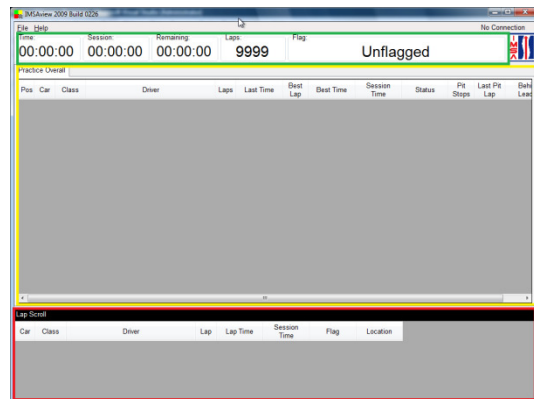 IMSAview 2009 Build 0226
File Help No Connection
Time: Session: Remaining: Laps: Flag:
00:00:00 00:00:00 00:00:00 9999 Unflagged
IMSA
Practice Overall
Pos Car Class Driver Laps Last Time Best Lap Best Time Session Time Status Pit Stops Last Pit Lap
Lap Scroll
Car Class Driver Lap Lap Time Session Time Flag Location